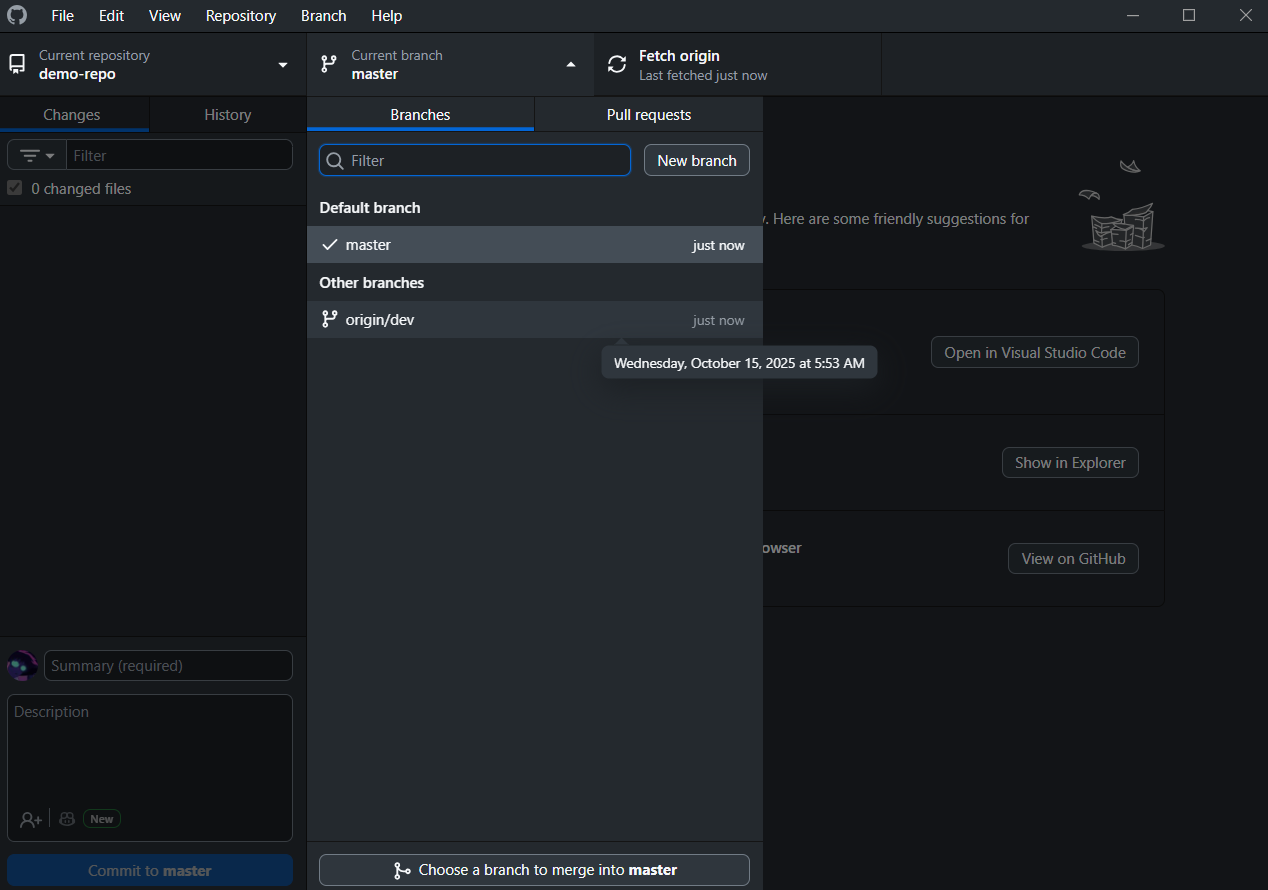 File Edit View Repository Branch Help
Current repository
demo-repo
Current branch
master
Fetch origin
Last fetched just now
Changes History
Branches Pull requests
Filter
0 changed files
Filter New branch
Default branch
master just now
Other branches
origin/dev just now
Wednesday, October 15, 2025 at 5:53 AM
. Here are some friendly suggestions for
Open in Visual Studio Code
Show in Explorer
owser
View on GitHub
Summary (required)
Description
New
Commit to master
Choose a branch to merge into master